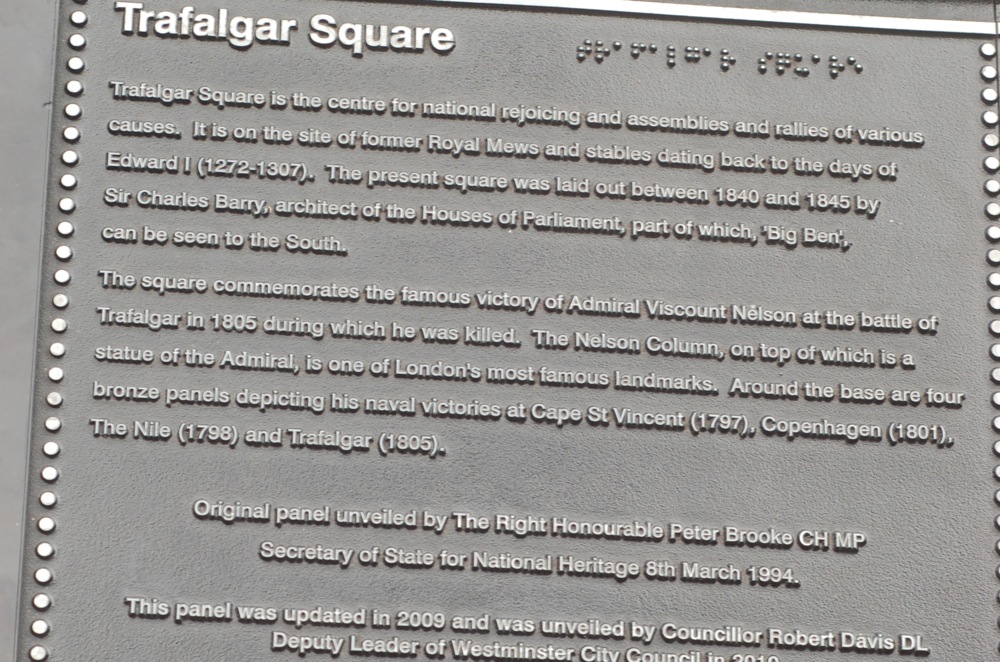 Trafalgar Square
Trafalgar Square is the centre for national rejoicing and assemblies and rallies of various
causes. It is on the site of former Royal Mews and stables dating back to the days of
Edward I (1272-1307). The present square was laid out between 1840 and 1845 by
Sir Charles Barry, architect of the Houses of Parliament, part of which, 'Big Ben',
can be seen to the South.
The square commemorates the famous victory of Admiral Viscount Nelson at the battle of
Trafalgar in 1805 during which he was killed. The Nelson Column, on top of which is a
statue of the Admiral, is one of London's most famous landmarks. Around the base are four
bronze panels depicting his naval victories at Cape St Vincent (1797), Copenhagen (1801),
The Nile (1798) and Trafalgar (1805).
Original panel unveiled by The Right Honourable Peter Brooke CH MP
Secretary of State for National Heritage 8th March 1994.
This panel was updated in 2009 and was unveiled by Councillor Robert Davis DL
Deputy Leader of Westminster City Council in 2010